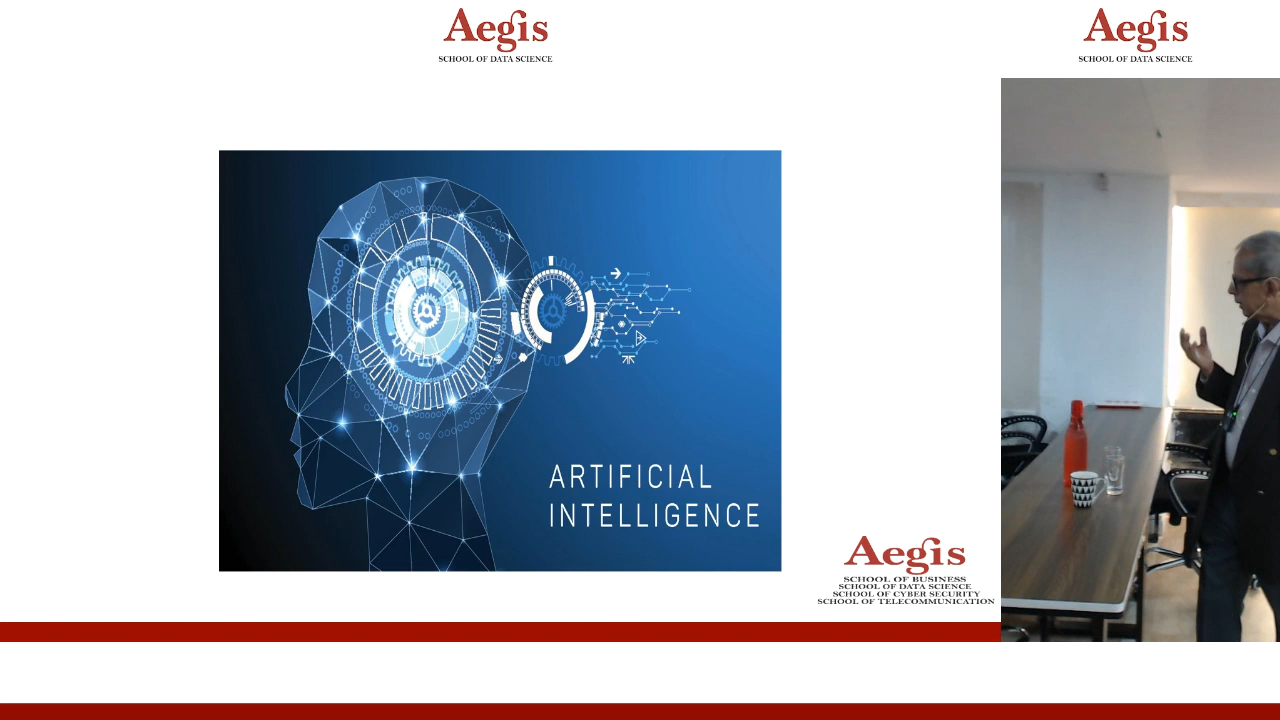 Aegis
SCHOOL OF DATA SCIENCE
Aegis
SCHOOL OF DATA SCIENCE
ARTIFICIAL
INTELLIGENCE
Aegis
SCHOOL OF BUSINESS
SCHOOL OF DATA SCIENCE
SCHOOL OF CYBER SECURITY
SCHOOL OF TELECOMMUNICATION